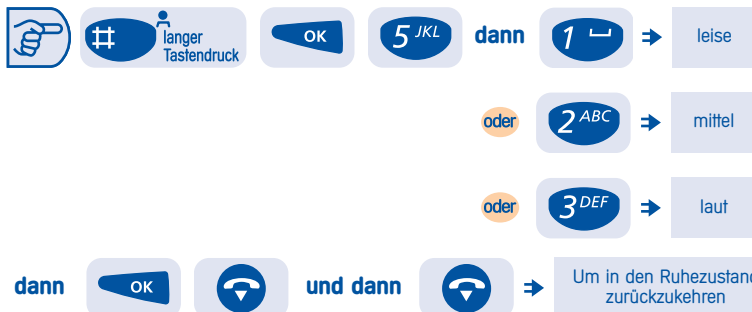 # langer Tastendruck OK 5 JKL dann 1 leise
oder 2 ABC mittel
oder 3 DEF laut
dann OK und dann Um in den Ruhezustand zurückzukehren